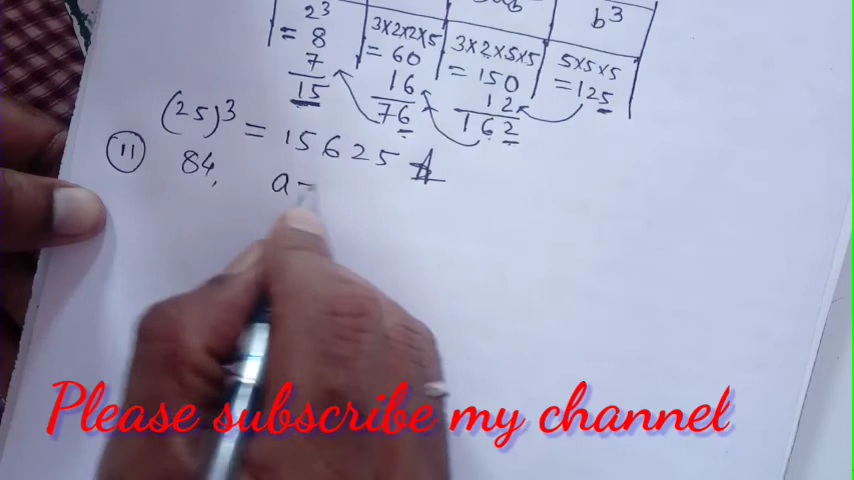 b³
2³ 3×2×2×5 3×2×5×5 5×5×5
= 8 = 60 = 150 = 125
7 16 12
15 76 162
(25)³ = 15625
(ii) 84, a-
Please subscribe my channel